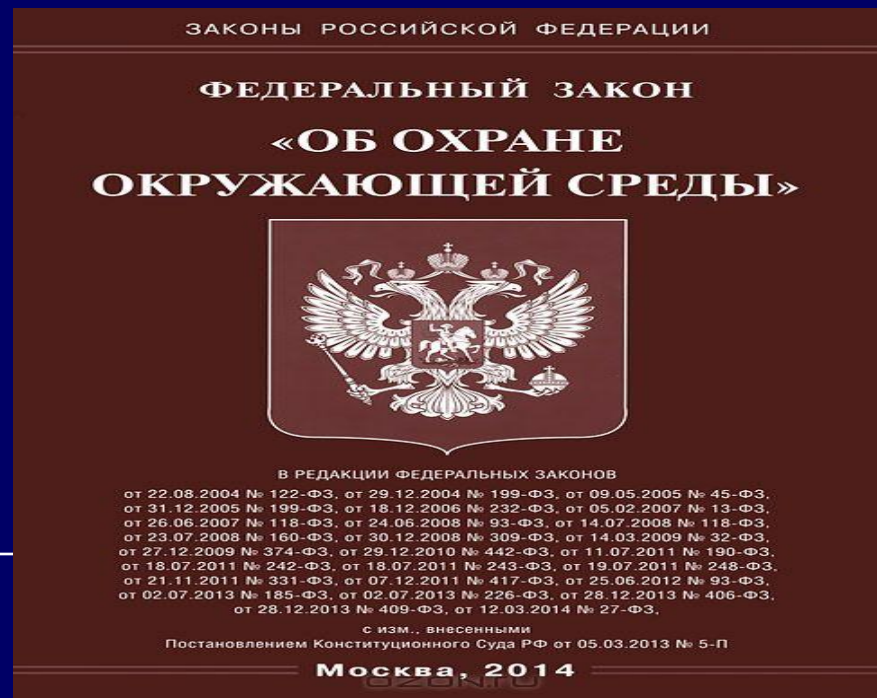 ЗАКОНЫ РОССИЙСКОЙ ФЕДЕРАЦИИ
ФЕДЕРАЛЬНЫЙ ЗАКОН
«ОБ ОХРАНЕ
ОКРУЖАЮЩЕЙ СРЕДЫ»
В РЕДАКЦИИ ФЕДЕРАЛЬНЫХ ЗАКОНОВ
от 22.08.2004 № 122-ФЗ, от 29.12.2004 № 199-ФЗ, от 09.05.2005 № 45-ФЗ,
от 31.12.2005 № 199-ФЗ, от 18.12.2006 № 232-ФЗ, от 05.02.2007 № 13-ФЗ,
от 26.06.2007 № 118-ФЗ, от 24.06.2008 № 93-ФЗ, от 14.07.2008 № 118-ФЗ,
от 23.07.2008 № 160-ФЗ, от 30.12.2008 № 309-ФЗ, от 14.03.2009 № 32-ФЗ,
от 27.12.2009 № 374-ФЗ, от 29.12.2010 № 442-ФЗ, от 11.07.2011 № 190-ФЗ,
от 18.07.2011 № 242-ФЗ, от 18.07.2011 № 243-ФЗ, от 19.07.2011 № 248-ФЗ,
от 21.11.2011 № 331-ФЗ, от 07.12.2011 № 417-ФЗ, от 25.06.2012 № 93-ФЗ,
от 02.07.2013 № 185-ФЗ, от 02.07.2013 № 226-ФЗ, от 28.12.2013 № 406-ФЗ,
от 28.12.2013 № 409-ФЗ, от 12.03.2014 № 27-ФЗ,
с изм., внесенными
Постановлением Конституционного Суда РФ от 05.03.2013 № 5-П
Москва, 2014
OZON.RU